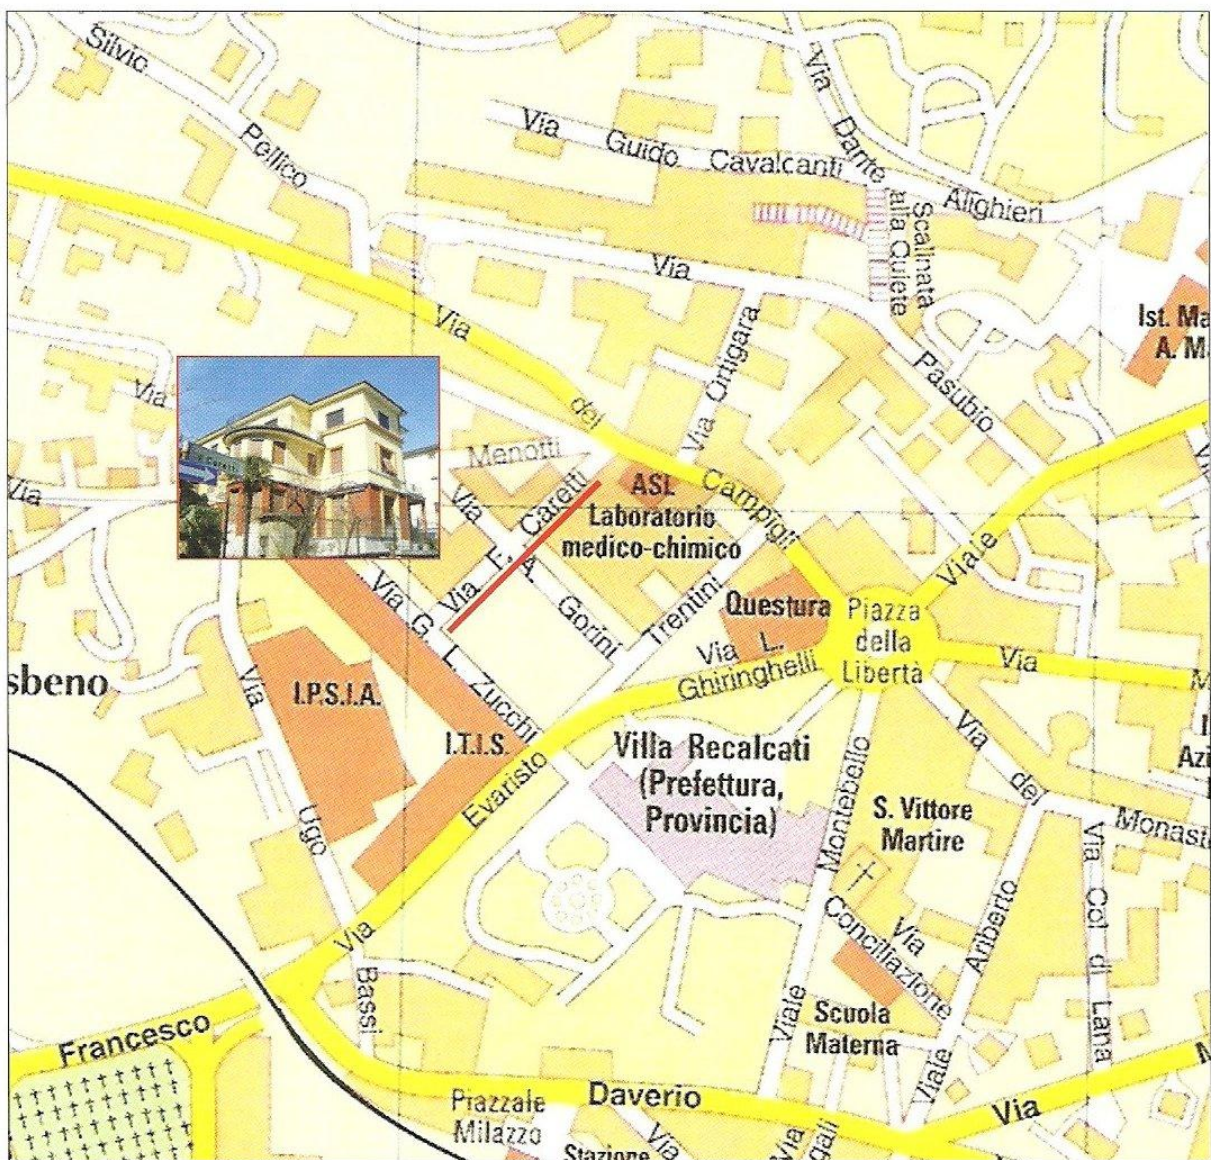 Silvio
Pellico
Via
Guido
Cavalcanti
Via
Dante
Alighieri
Scalinata
alla Quiete
Via
Pasubio
Via Ortigara
Ist. Ma
A. M
Via
del
Campigli
Via
Via
Menotti
Via F. Caretti
Via
A.
Gorini
ASL
Laboratorio
medico-chimico
Trentini
Questura
Via L.
Ghiringhelli
Piazza
della
Libertà
Viale
Via
M
Via
dei
Monast
Via G. L. Zucchi
sbeno
I.P.S.I.A.
I.T.I.S.
Via
Ugo
Bassi
Via
Evaristo
Villa Recalcati
(Prefettura,
Provincia)
Viale
Montebello
S. Vittore
Martire
Via
Conciliazione
Scuola
Materna
Viale
Ariberto
Via Col di Lana
Azi
Francesco
Daverio
Via
Piazzale
Milazzo
Stazione
Via
Via
gali